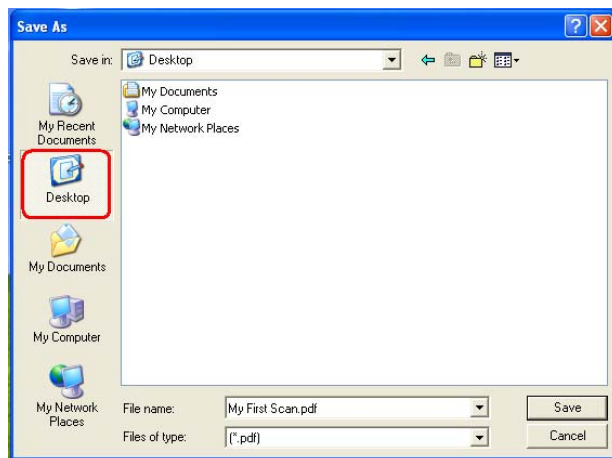 Save As
Save in: Desktop
My Documents
My Computer
My Network Places
My Recent
Documents
Desktop
My Documents
My Computer
My Network
Places
File name: My First Scan.pdf Save
Files of type: (*.pdf) Cancel